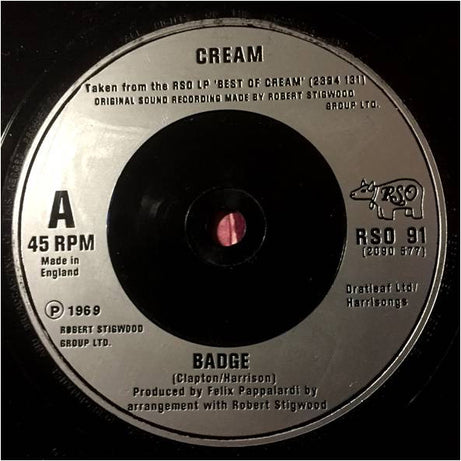 CREAM
Taken from the RSO LP 'BEST OF CREAM' (2394 131)
ORIGINAL SOUND RECORDING MADE BY ROBERT STIGWOOD
GROUP LTD.
A
45 RPM
Made in
England
RSO
RSO 91
(2090 577)
Dratleaf Ltd/
Harrisongs
Ⓟ 1969
ROBERT STIGWOOD
GROUP LTD.
BADGE
(Clapton/Harrison)
Produced by Felix Pappalardi by
arrangement with Robert Stigwood